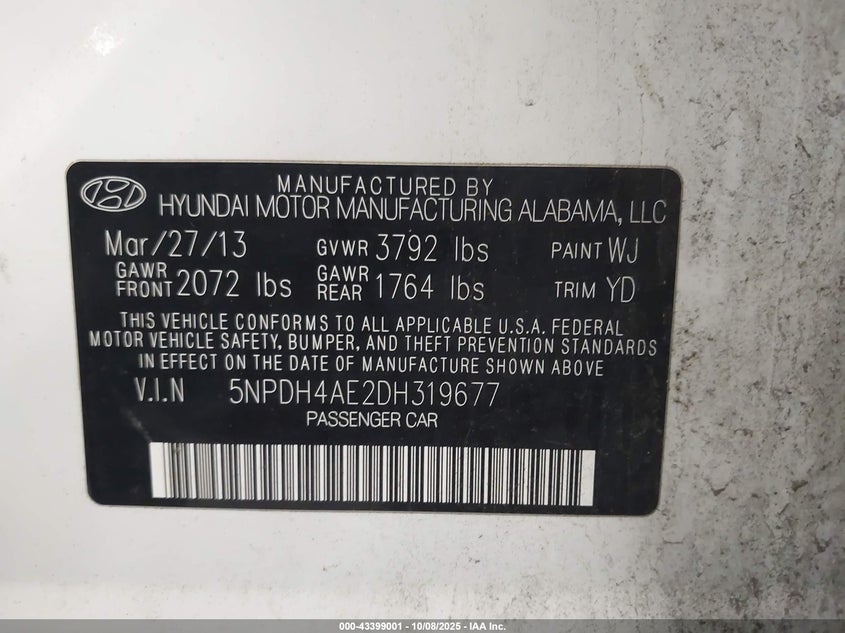 MANUFACTURED BY
HYUNDAI MOTOR MANUFACTURING ALABAMA, LLC
Mar/27/13 GVWR 3792 lbs PAINT WJ
GAWR FRONT 2072 lbs GAWR REAR 1764 lbs TRIM YD
THIS VEHICLE CONFORMS TO ALL APPLICABLE U.S.A. FEDERAL
MOTOR VEHICLE SAFETY, BUMPER, AND THEFT PREVENTION STANDARDS
IN EFFECT ON THE DATE OF MANUFACTURE SHOWN ABOVE
V.I.N 5NPDH4AE2DH319677
PASSENGER CAR
000-43399001 - 10/08/2025 - IAA Inc.